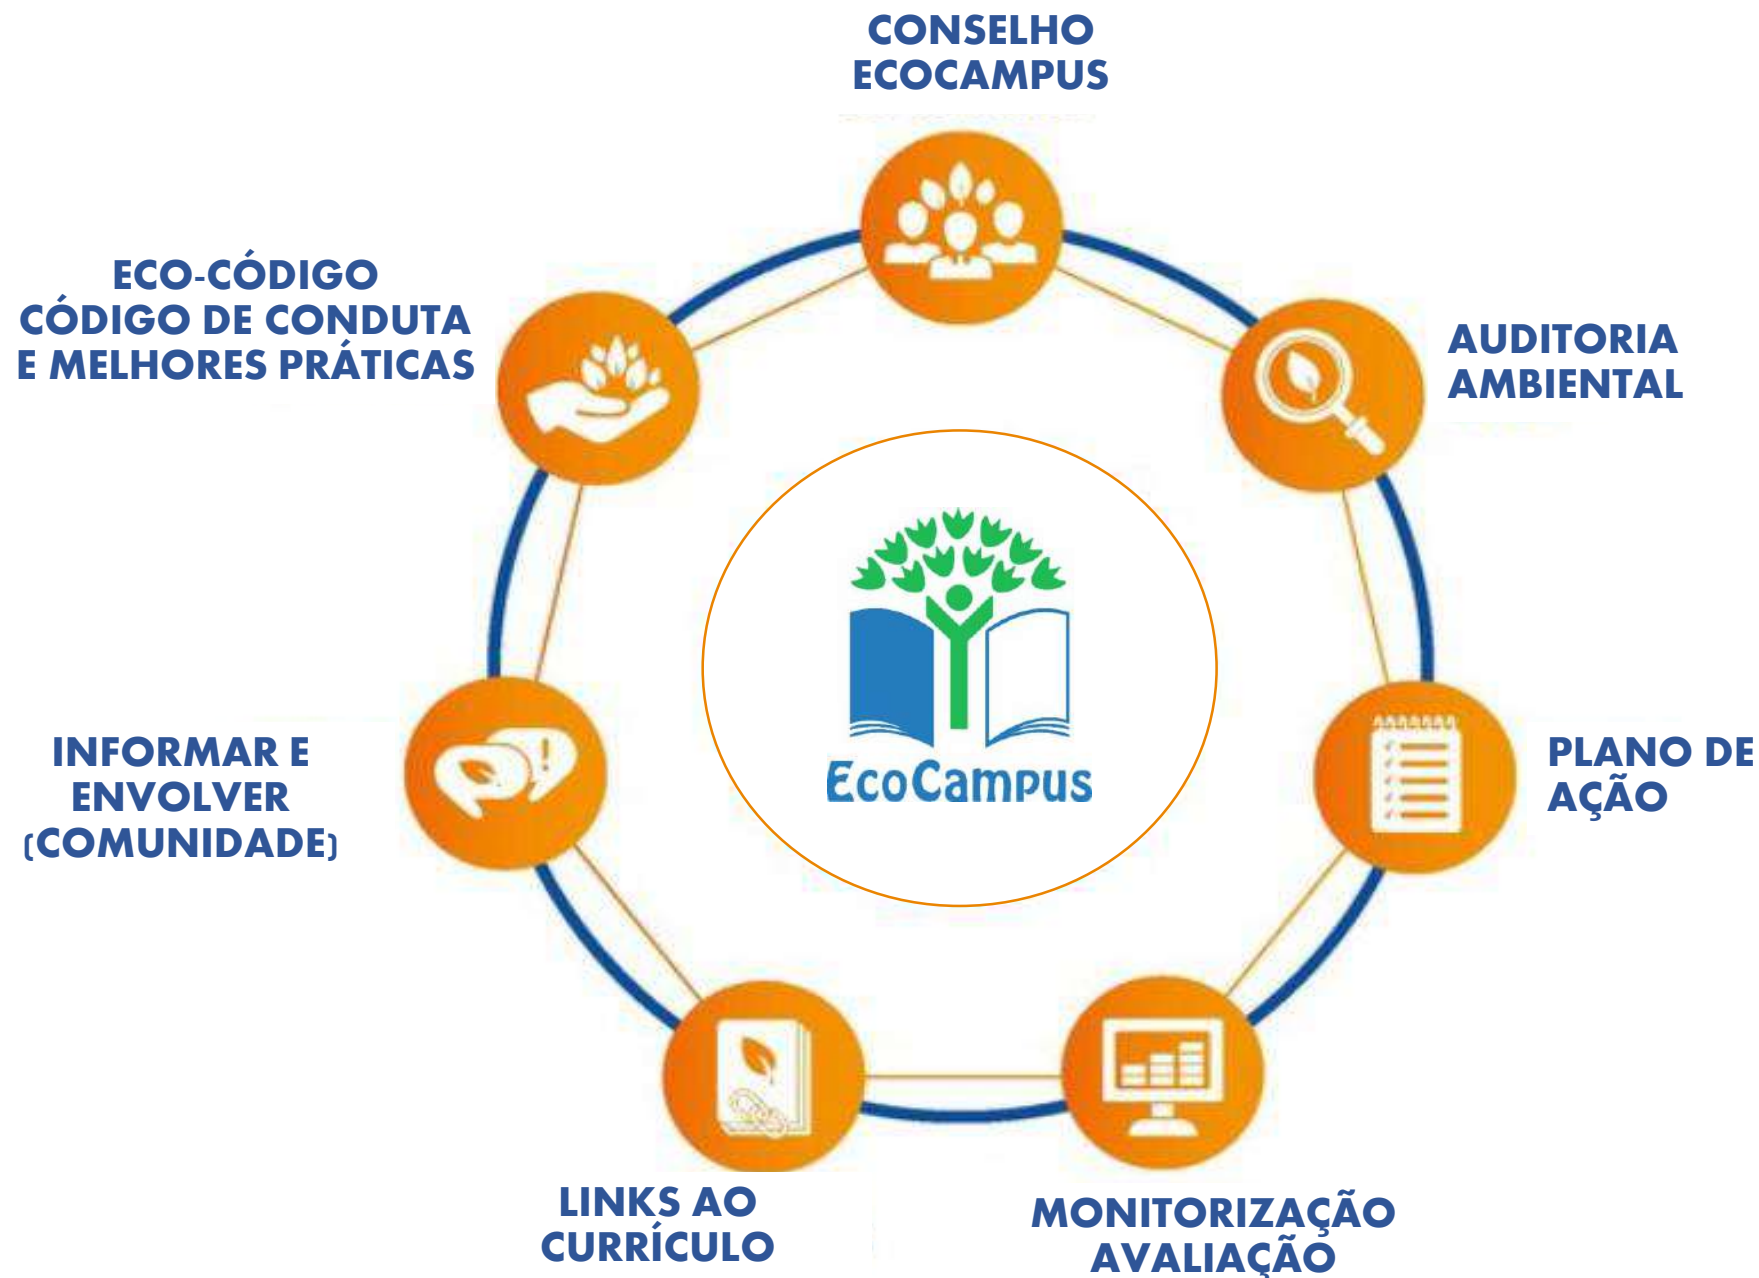 CONSELHO
ECOCAMPUS
AUDITORIA
AMBIENTAL
PLANO DE
AÇÃO
MONITORIZAÇÃO
AVALIAÇÃO
LINKS AO
CURRÍCULO
INFORMAR E
ENVOLVER
(COMUNIDADE)
ECO-CÓDIGO
CÓDIGO DE CONDUTA
E MELHORES PRÁTICAS
EcoCampus